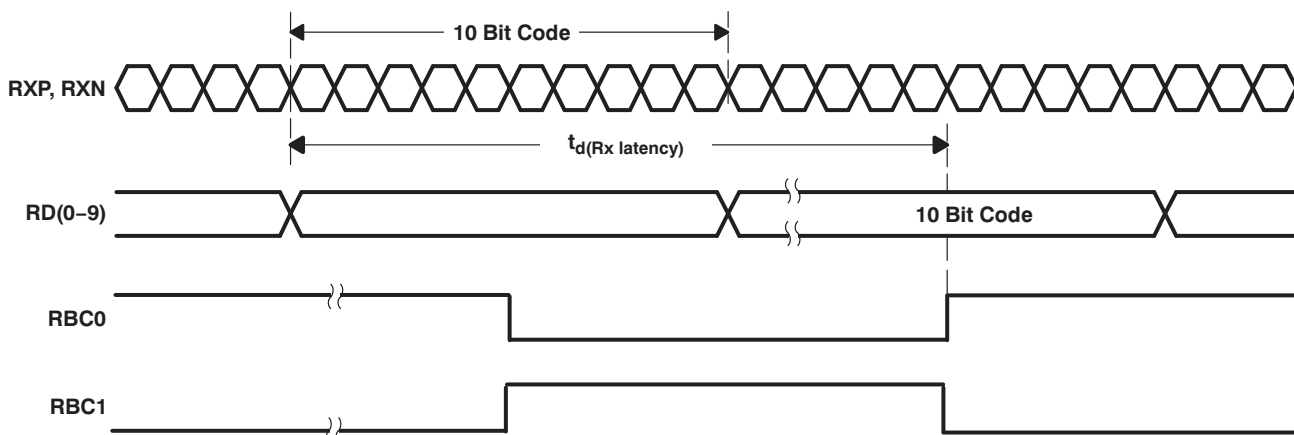 10 Bit Code
RXP, RXN
td(Rx latency)
RD(0–9)
10 Bit Code
RBC0
RBC1